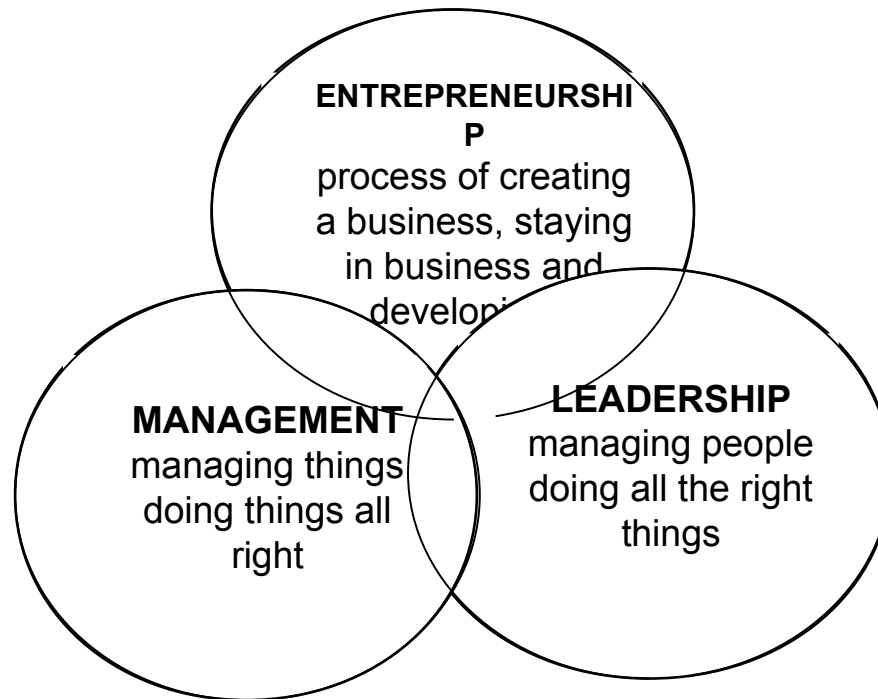 ENTREPRENEURSHI
P
process of creating
a business, staying
in business and
MANAGEMENT
managing things
doing things all
right
LEADERSHIP
managing people
doing all the right
things